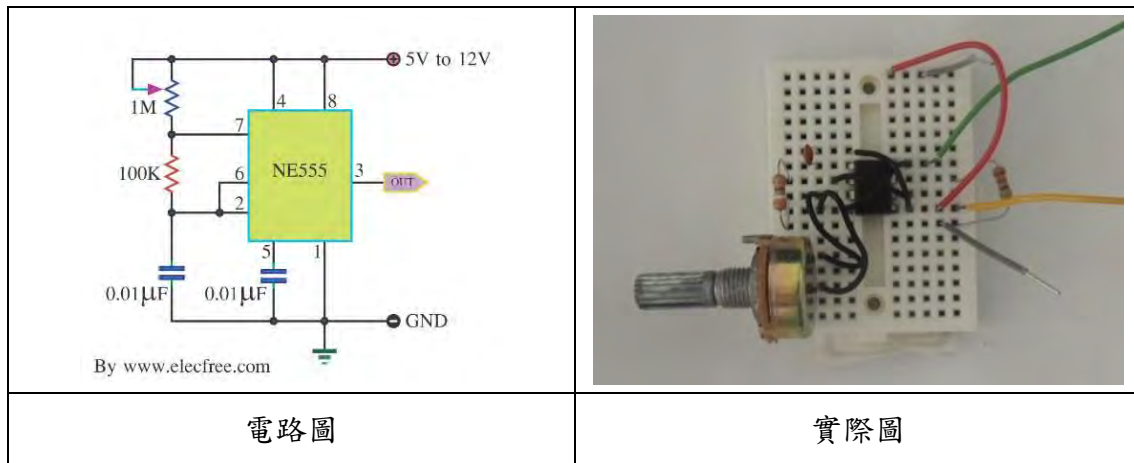 5V to 12V
1M
4
8
7
100K
NE555
6
3
OUT
2
5
1
0.01µF
0.01µF
GND
By www.elecfree.com
電路圖
實際圖